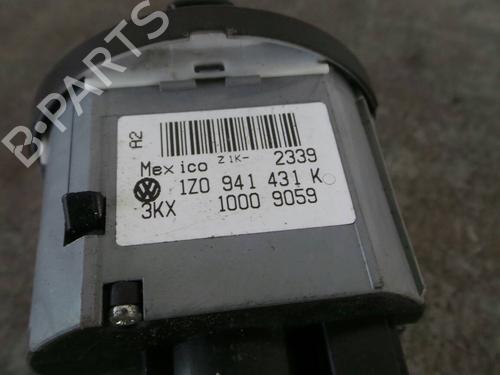 B-PARTS
A2
Mexico Z1K- 2339
1Z0 941 431 K
3KX 1000 9059